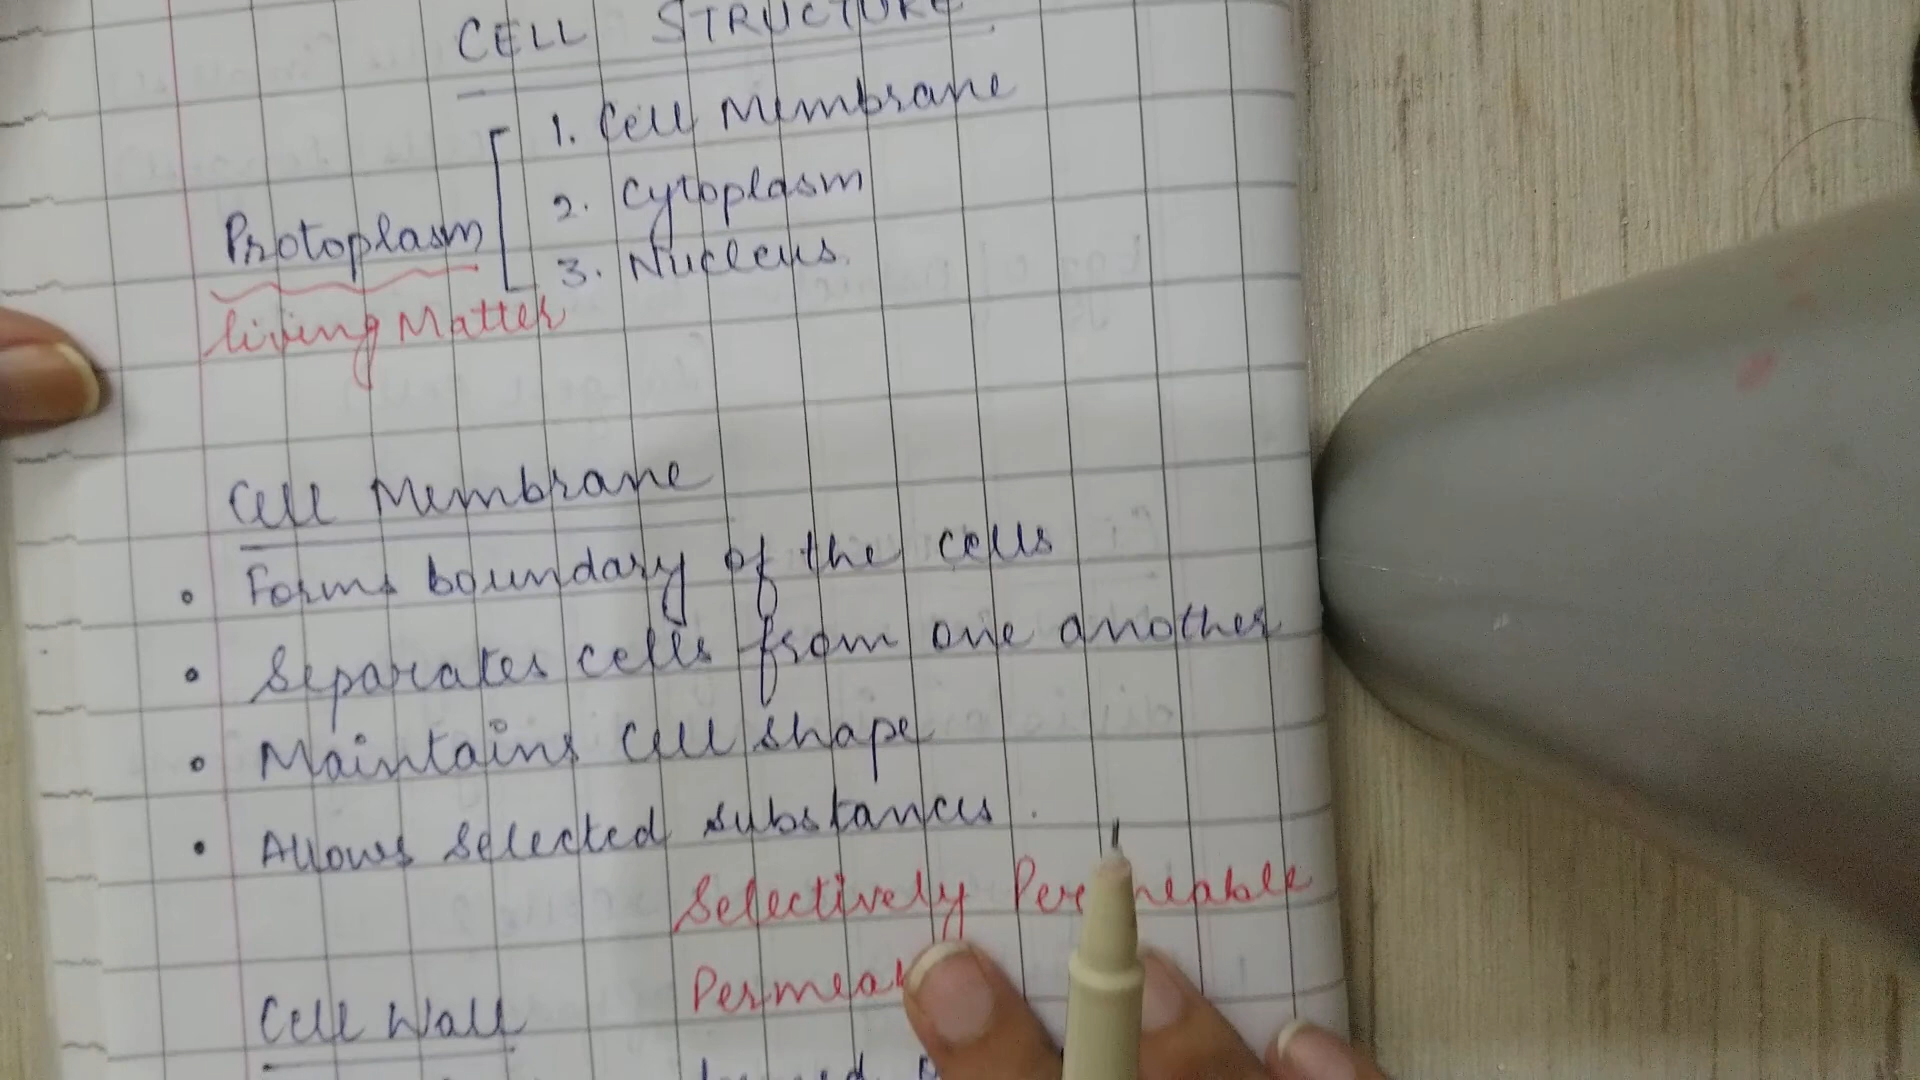 CELL STRUCTURE
1. Cell Membrane
2. Cytoplasm
Protoplasm
3. Nucleus.
living Matter
Cell Membrane
• Forms boundary of the cells
• Separates cells from one another
• Maintains Cell shape
• Allows Selected substances.
Selectively Permeable
Cell Wall